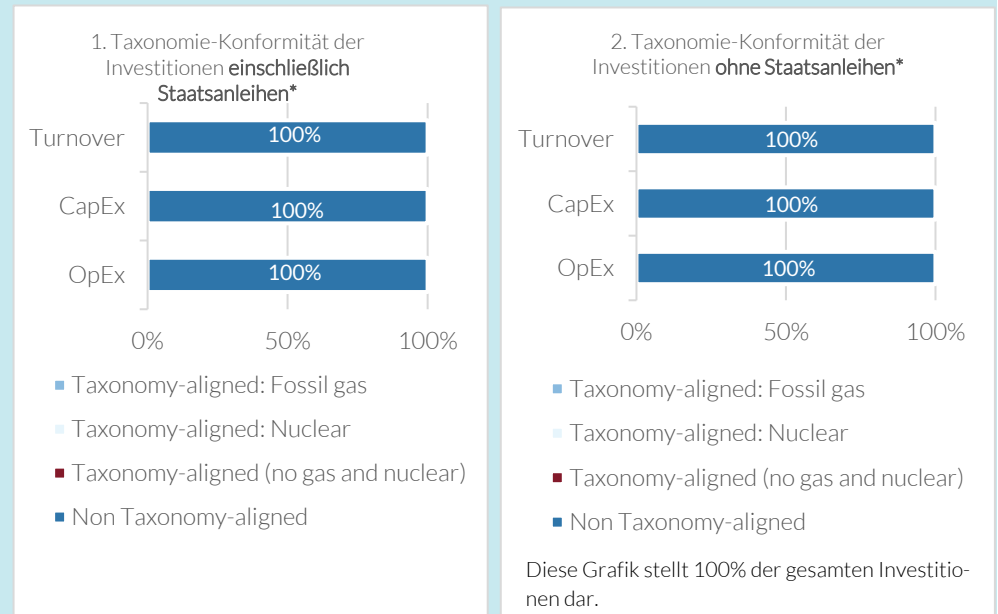 1. Taxonomie-Konformität der
Investitionen einschließlich
Staatsanleihen*
Turnover
100%
CapEx
100%
OpEx
100%
0% 50% 100%
Taxonomy-aligned: Fossil gas
Taxonomy-aligned: Nuclear
Taxonomy-aligned (no gas and nuclear)
Non Taxonomy-aligned
2. Taxonomie-Konformität der
Investitionen ohne Staatsanleihen*
Turnover
100%
CapEx
100%
OpEx
100%
0% 50% 100%
Taxonomy-aligned: Fossil gas
Taxonomy-aligned: Nuclear
Taxonomy-aligned (no gas and nuclear)
Non Taxonomy-aligned
Diese Grafik stellt 100% der gesamten Investitio-
nen dar.